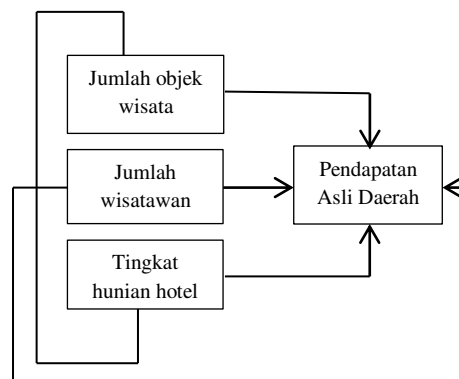 Jumlah objek
wisata
Jumlah
wisatawan
Pendapatan
Asli Daerah
Tingkat
hunian hotel